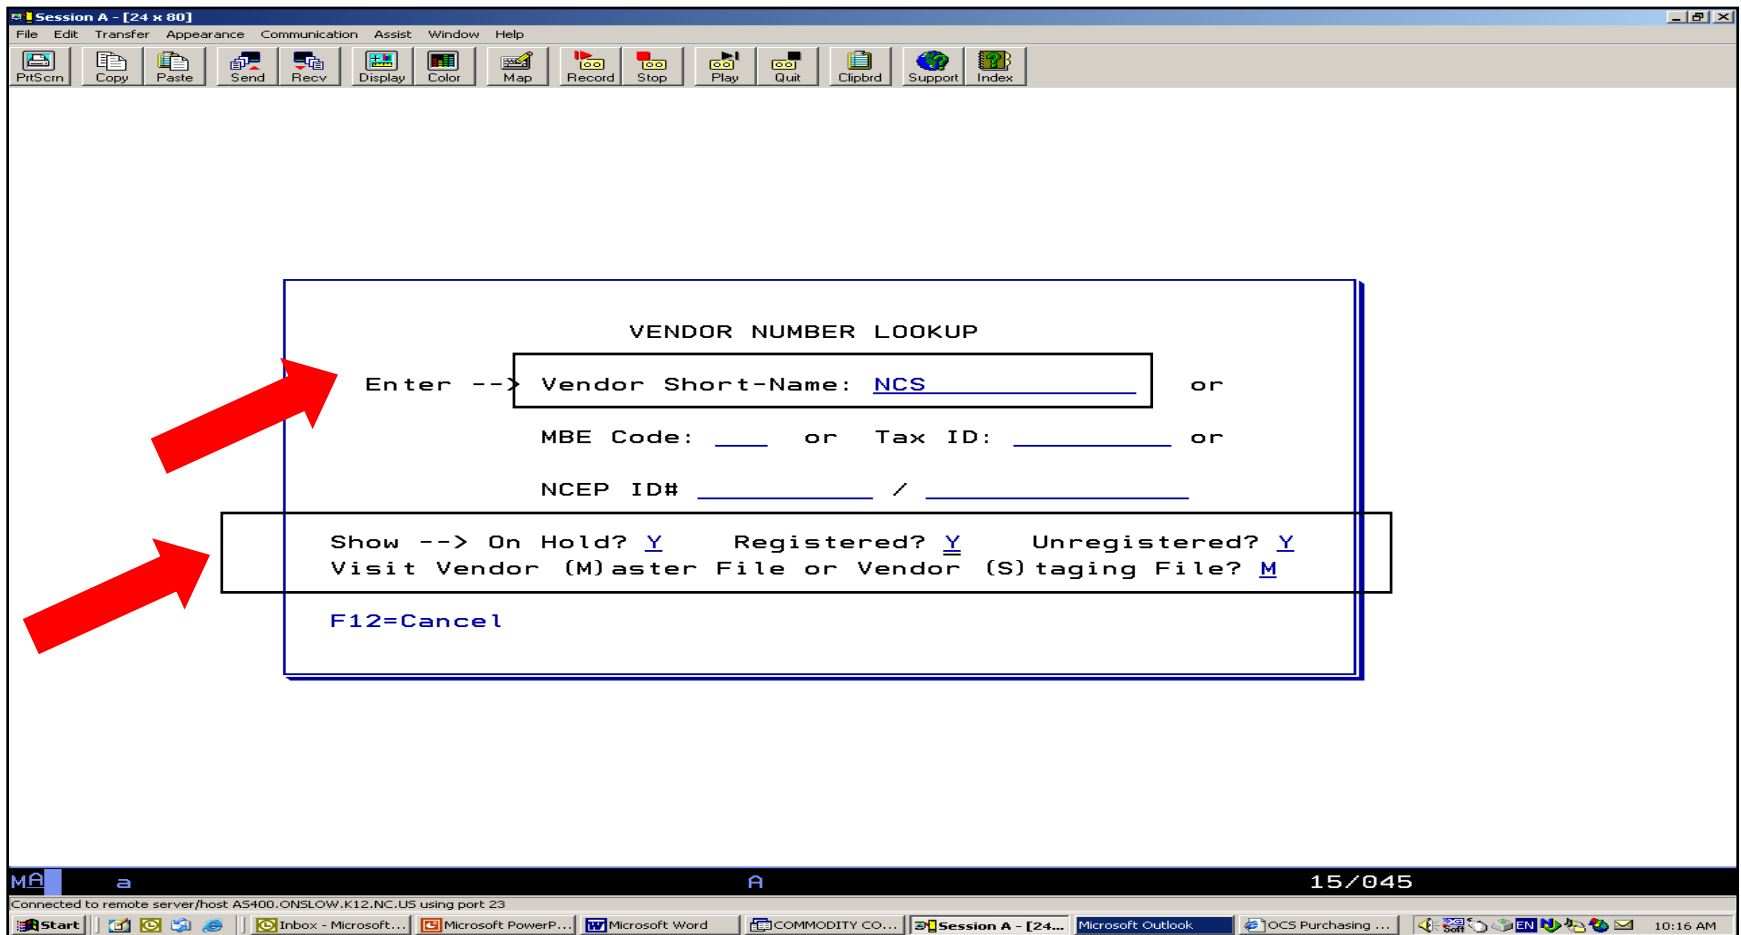 Session A - [24 x 80]
File Edit Transfer Appearance Communication Assist Window Help
PrtScrn Copy Paste Send Recv Display Color Map Record Stop Play Quit Clipbrd Support Index
VENDOR NUMBER LOOKUP
Enter --> Vendor Short-Name: NCS or
MBE Code: ___ or Tax ID: _________ or
NCEP ID# __________ / _______________
Show --> On Hold? Y Registered? Y Unregistered? Y
Visit Vendor (M)aster File or Vendor (S)taging File? M
F12=Cancel
MA a A 15/045
Connected to remote server/host AS400.ONSLOW.K12.NC.US using port 23
Start Inbox - Microsoft... Microsoft PowerP... Microsoft Word COMMODITY CO... Session A - [24... Microsoft Outlook OCS Purchasing ... EN 10:16 AM